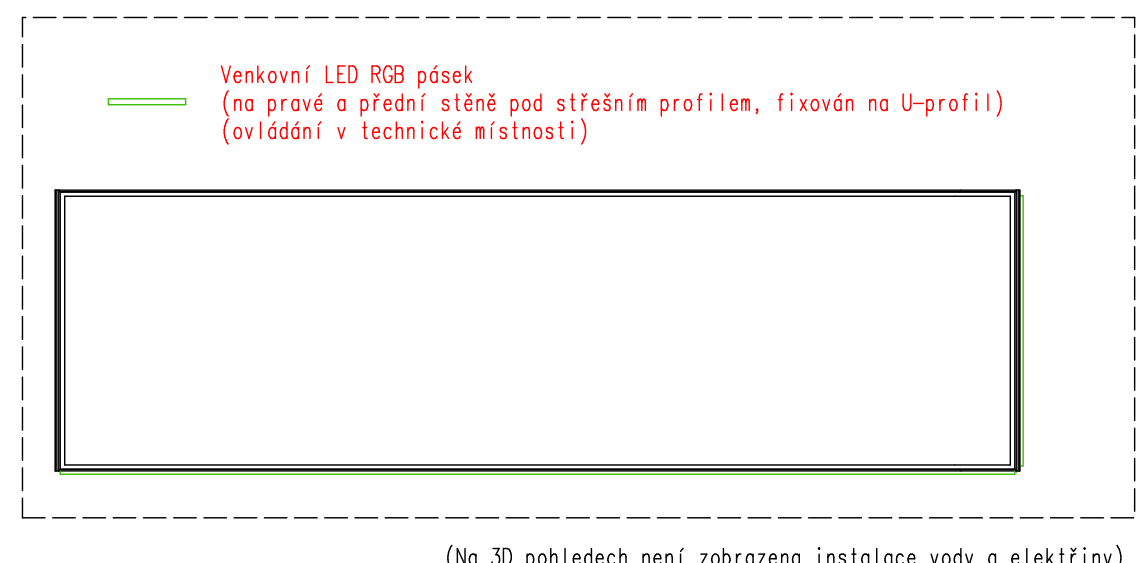 Venkovní LED RGB pásek
(na pravé a přední stěně pod střešním profilem, fixován na U-profil)
(ovládání v technické místnosti)
(Na 3D pohledech není zobrazena instalace vody a elektřiny)